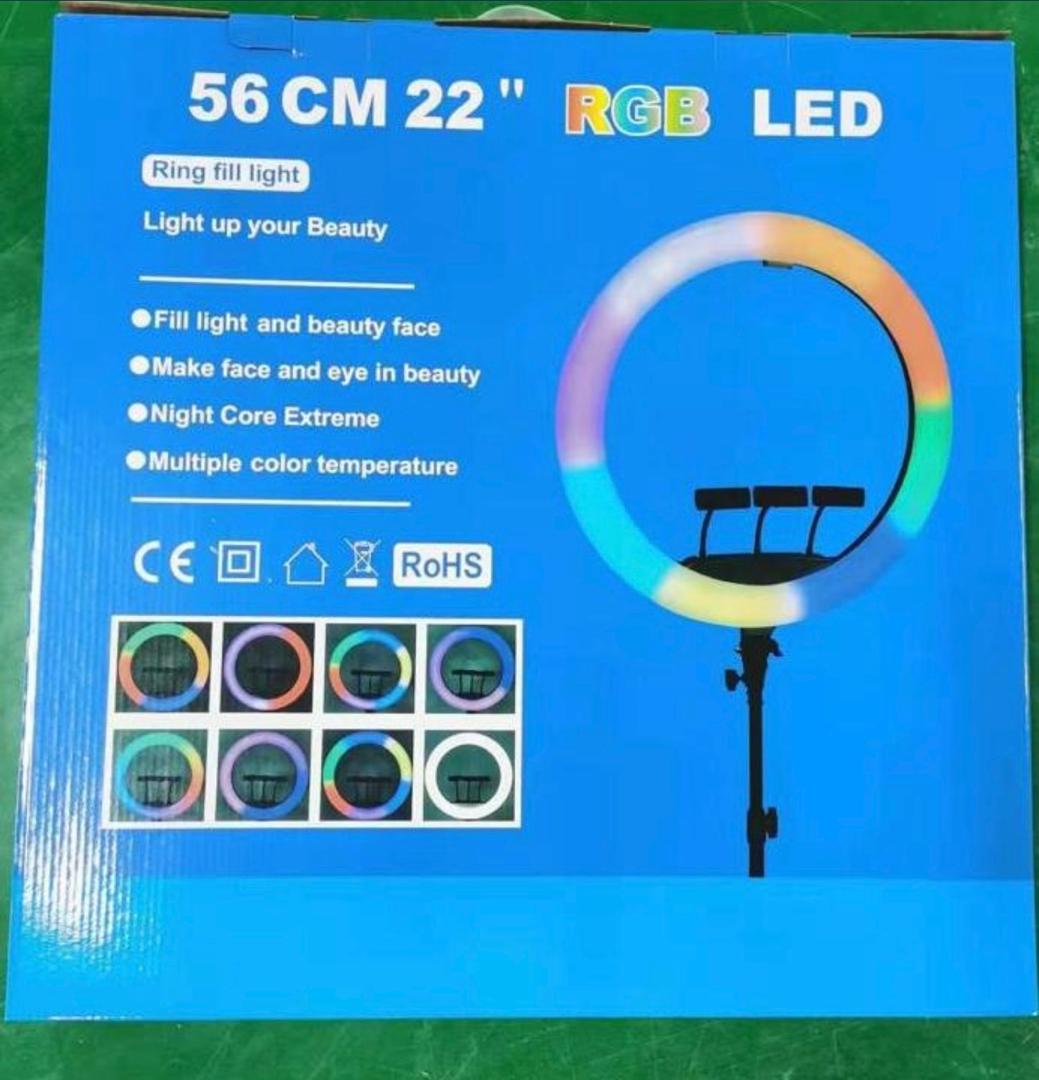 56 CM 22 " RGB LED
Ring fill light
Light up your Beauty
●Fill light and beauty face
●Make face and eye in beauty
●Night Core Extreme
●Multiple color temperature
CE RoHS